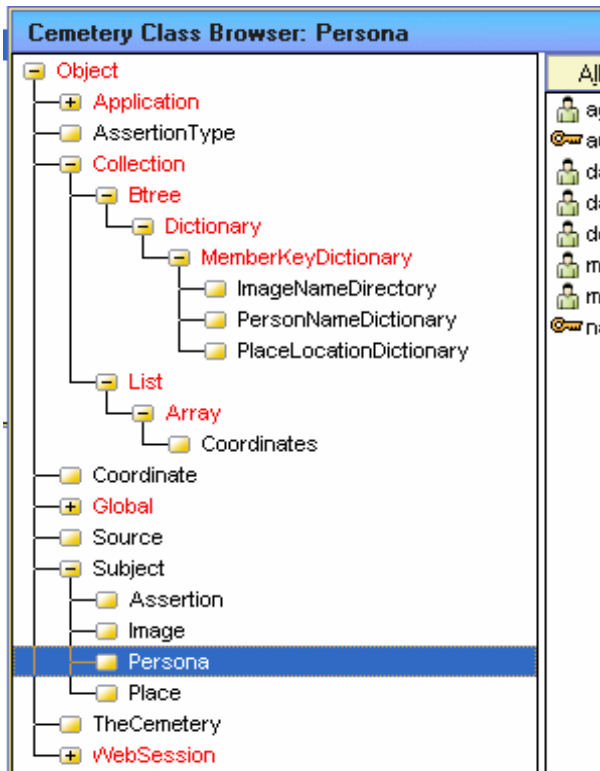 Cemetery Class Browser: Persona
Object
Application
AssertionType
Collection
Btree
Dictionary
MemberKeyDictionary
ImageNameDirectory
PersonNameDictionary
PlaceLocationDictionary
List
Array
Coordinates
Coordinate
Global
Source
Subject
Assertion
Image
Persona
Place
TheCemetery
WebSession
All